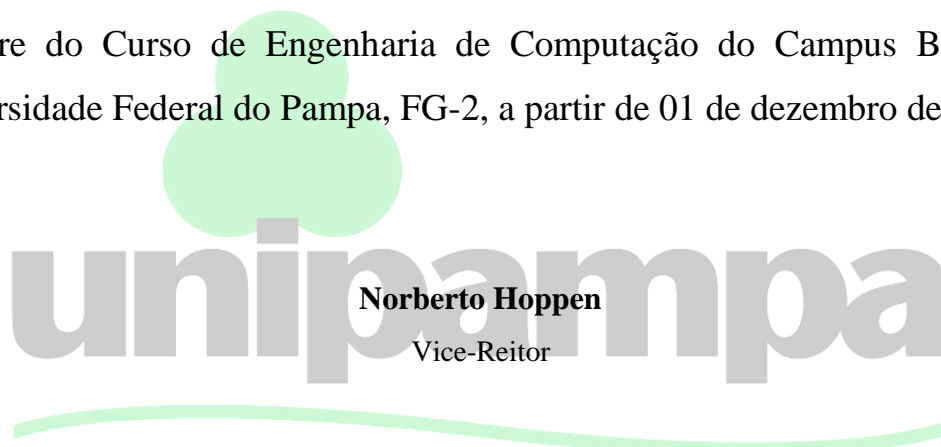 re do Curso de Engenharia de Computação do Campus B
rsidade Federal do Pampa, FG-2, a partir de 01 de dezembro de
unipampa
Norberto Hoppen
Vice-Reitor